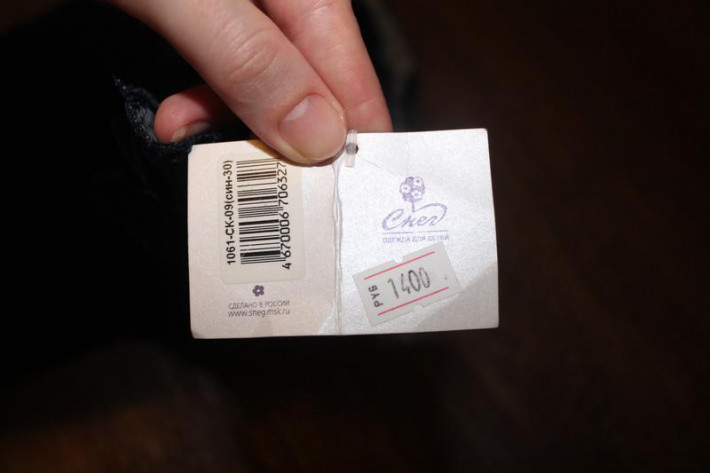 1061-СК-09(син-30)
4670006706327
СДЕЛАНО В РОССИИ
www.sneg.msk.ru
Снег
ОДЕЖДА ДЛЯ ДЕТЕЙ
РУБ 1400